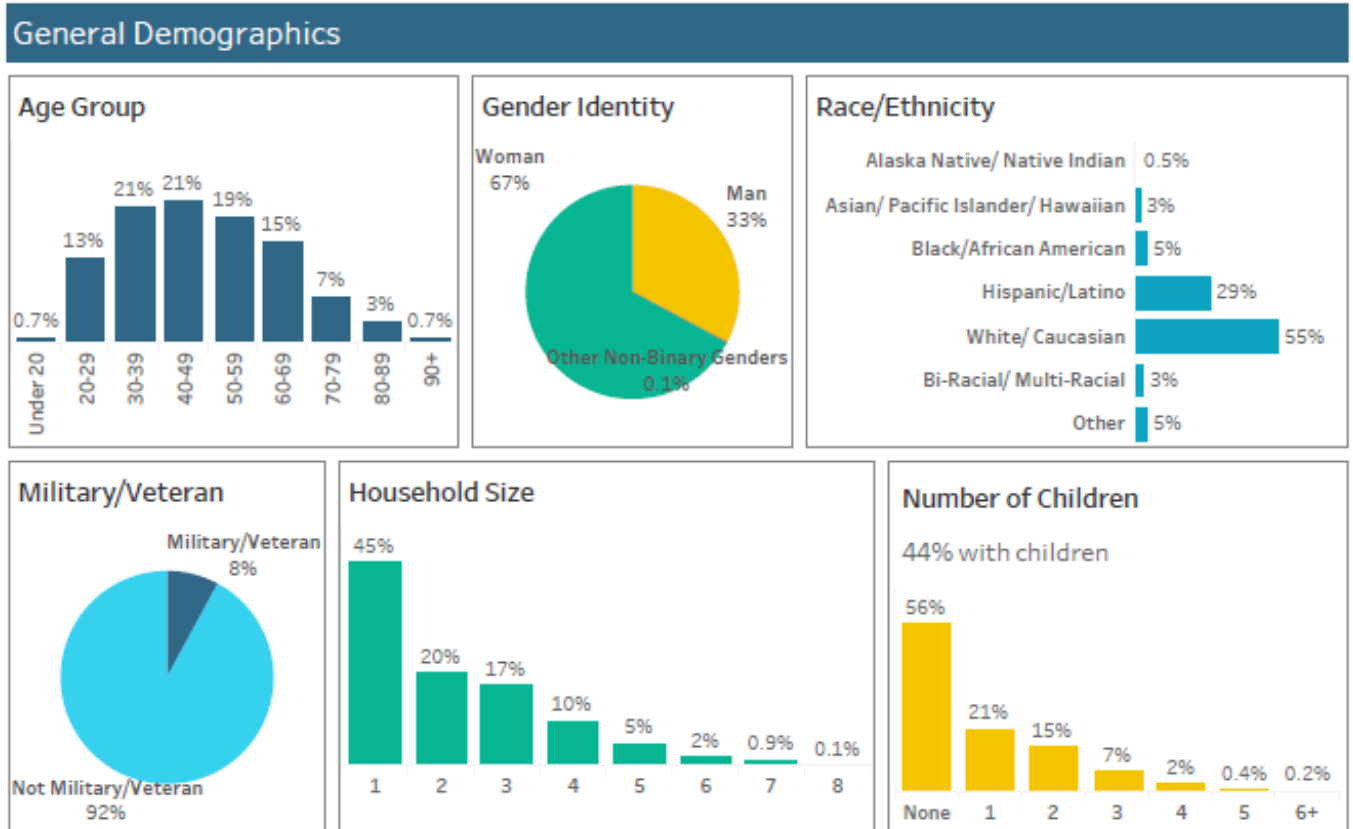 General Demographics
Age Group
0.7%
13%
21%
21%
19%
15%
7%
3%
0.7%
Under 20
20-29
30-39
40-49
50-59
60-69
70-79
80-89
90+
Gender Identity
Woman
67%
Man
33%
Other Non-Binary Genders
0.1%
Race/Ethnicity
Alaska Native/ Native Indian 0.5%
Asian/ Pacific Islander/ Hawaiian 3%
Black/African American 5%
Hispanic/Latino 29%
White/ Caucasian 55%
Bi-Racial/ Multi-Racial 3%
Other 5%
Military/Veteran
Military/Veteran
8%
Not Military/Veteran
92%
Household Size
45%
20%
17%
10%
5%
2%
0.9%
0.1%
1 2 3 4 5 6 7 8
Number of Children
44% with children
56%
21%
15%
7%
2%
0.4%
0.2%
None 1 2 3 4 5 6+